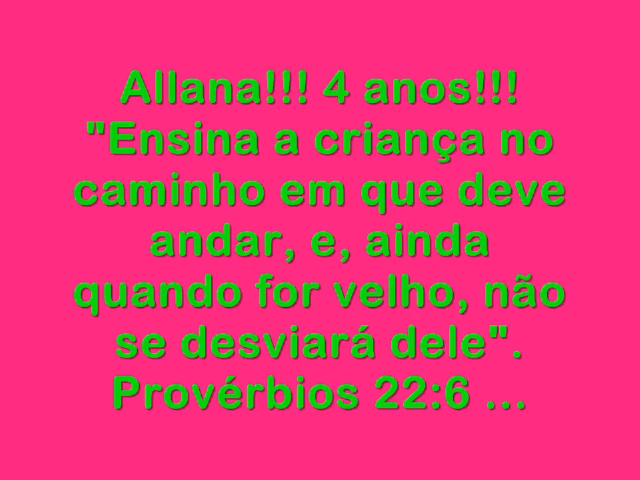 Allana!!! 4 anos!!!
"Ensina a criança no
caminho em que deve
andar, e, ainda
quando for velho, não
se desviará dele".
Provérbios 22:6 ...